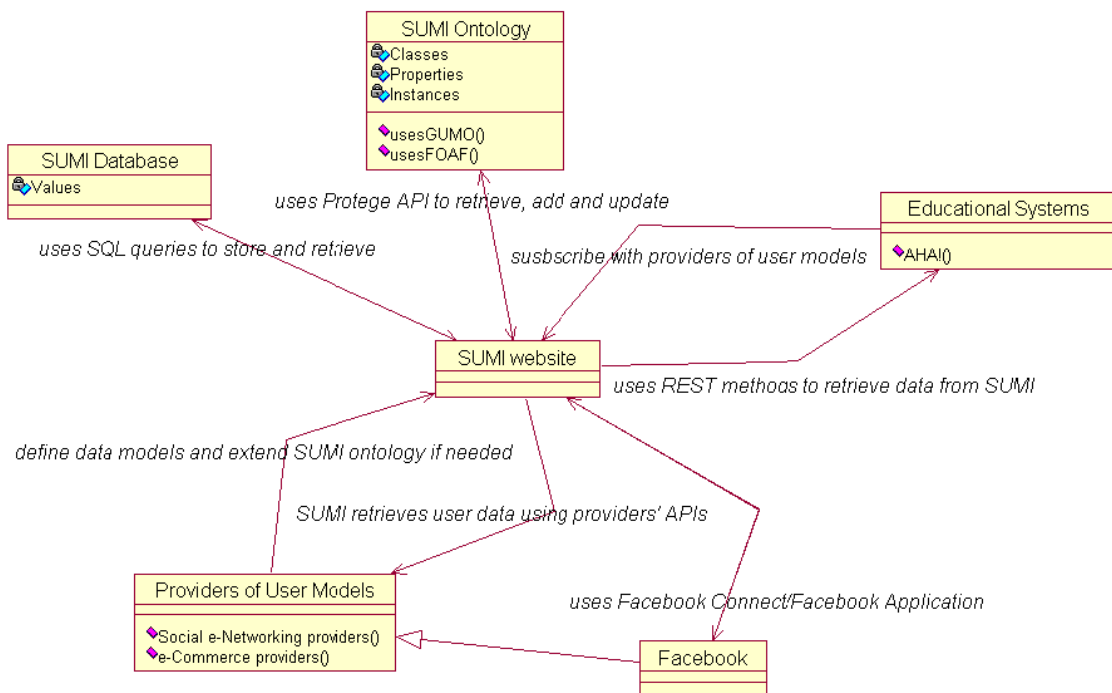 SUMI Ontology
Classes
Properties
Instances
usesGUMO()
usesFOAF()
SUMI Database
Values
uses Protege API to retrieve, add and update
Educational Systems
AHA!()
uses SQL queries to store and retrieve
susbscribe with providers of user models
SUMI website
uses REST methods to retrieve data from SUMI
define data models and extend SUMI ontology if needed
SUMI retrieves user data using providers' APIs
Providers of User Models
Social e-Networking providers()
e-Commerce providers()
uses Facebook Connect/Facebook Application
Facebook